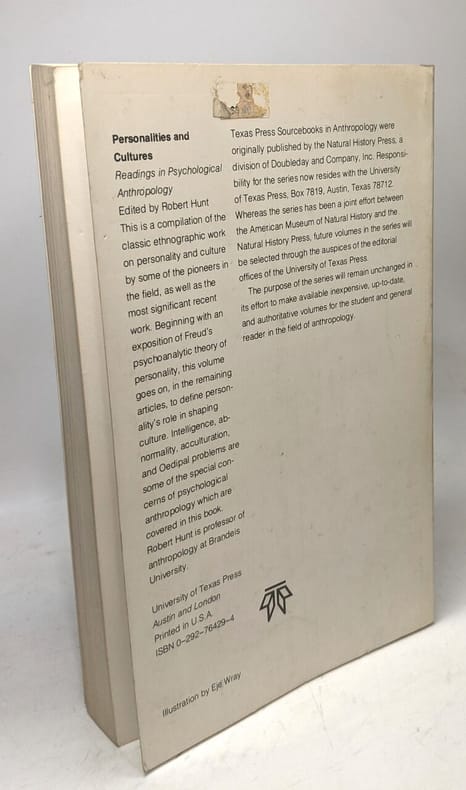 Personalities and
Cultures
Readings in Psychological
Anthropology
Edited by Robert Hunt
This is a compilation of the
classic ethnographic work
on personality and culture
by some of the pioneers in
the field, as well as the
most significant recent
work. Beginning with an
exposition of Freud's
psychoanalytic theory of
personality, this volume
goes on, in the remaining
articles, to define person-
ality's role in shaping
culture. Intelligence, ab-
normality, acculturation,
and Oedipal problems are
some of the special con-
cerns of psychological
anthropology which are
covered in this book.
Robert Hunt is professor of
anthropology at Brandeis
University.
University of Texas Press
Austin and London
Printed in U.S.A.
ISBN 0-292-76429-4
Illustration by Eje Wray
Texas Press Sourcebooks in Anthropology were
originally published by the Natural History Press, a
division of Doubleday and Company, Inc. Responsi-
bility for the series now resides with the University
of Texas Press, Box 7819, Austin, Texas 78712.
Whereas the series has been a joint effort between
the American Museum of Natural History and the
Natural History Press, future volumes in the series will
be selected through the auspices of the editorial
offices of the University of Texas Press.
The purpose of the series will remain unchanged in
its effort to make available inexpensive, up-to-date,
and authoritative volumes for the student and general
reader in the field of anthropology.